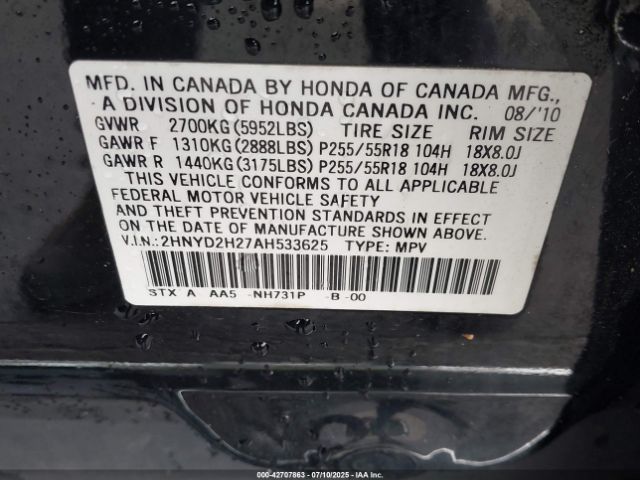 MFD. IN CANADA BY HONDA OF CANADA MFG.,
A DIVISION OF HONDA CANADA INC. 08/'10
GVWR 2700KG(5952LBS) TIRE SIZE RIM SIZE
GAWR F 1310KG(2888LBS) P255/55R18 104H 18X8.0J
GAWR R 1440KG(3175LBS) P255/55R18 104H 18X8.0J
THIS VEHICLE CONFORMS TO ALL APPLICABLE
FEDERAL MOTOR VEHICLE SAFETY
AND THEFT PREVENTION STANDARDS IN EFFECT
ON THE DATE OF MANUFACTURE SHOWN ABOVE.
V.I.N.: 2HNYD2H27AH533625 TYPE: MPV
STX A AA5 NH731P B-00
000-42707863 - 07/10/2025 - IAA Inc.